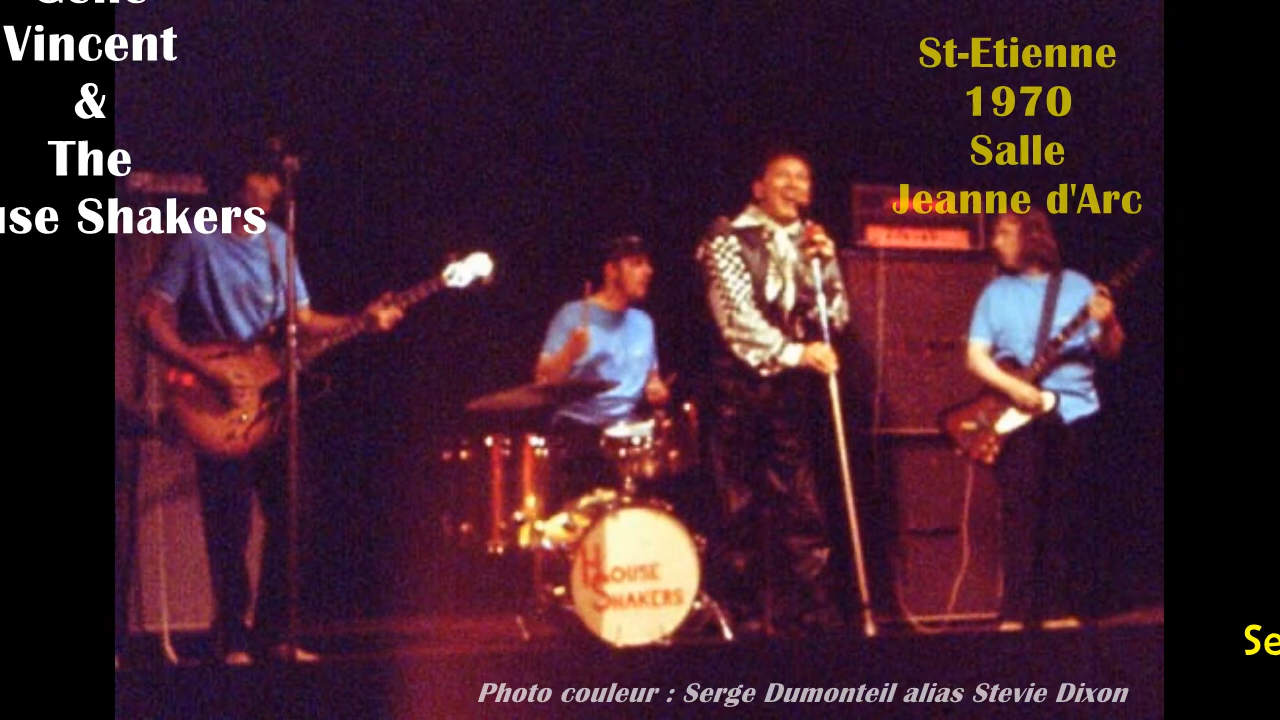 Vincent
&
The
use Shakers
St-Etienne
1970
Salle
Jeanne d'Arc
HOUSE
SHAKERS
Photo couleur : Serge Dumonteil alias Stevie Dixon
Se